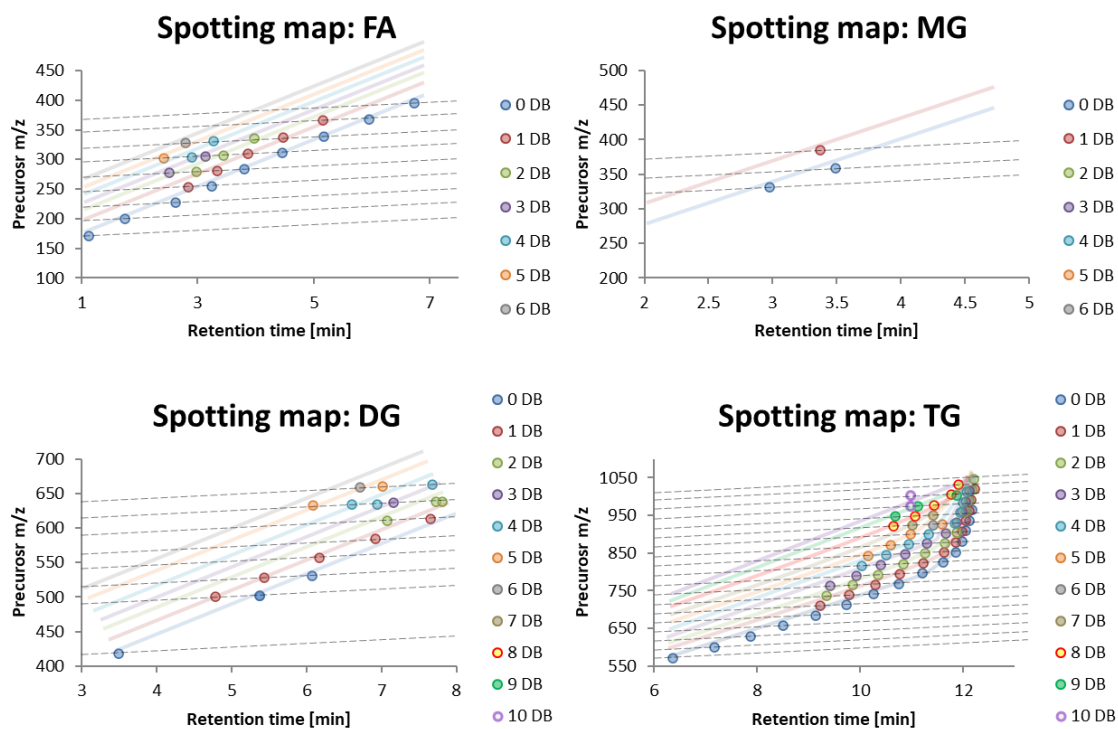 Spotting map: FA
Precurosr m/z
450
400
350
300
250
200
150
100
1 3 5 7
Retention time [min]
0 DB
1 DB
2 DB
3 DB
4 DB
5 DB
6 DB
Spotting map: MG
Precurosr m/z
500
450
400
350
300
250
200
2 2.5 3 3.5 4 4.5 5
Retention time [min]
0 DB
1 DB
2 DB
3 DB
4 DB
5 DB
6 DB
Spotting map: DG
Precurosr m/z
700
650
600
550
500
450
400
3 4 5 6 7 8
Retention time [min]
0 DB
1 DB
2 DB
3 DB
4 DB
5 DB
6 DB
7 DB
8 DB
9 DB
10 DB
Spotting map: TG
Precurosr m/z
1050
950
850
750
650
550
6 8 10 12
Retention time [min]
0 DB
1 DB
2 DB
3 DB
4 DB
5 DB
6 DB
7 DB
8 DB
9 DB
10 DB